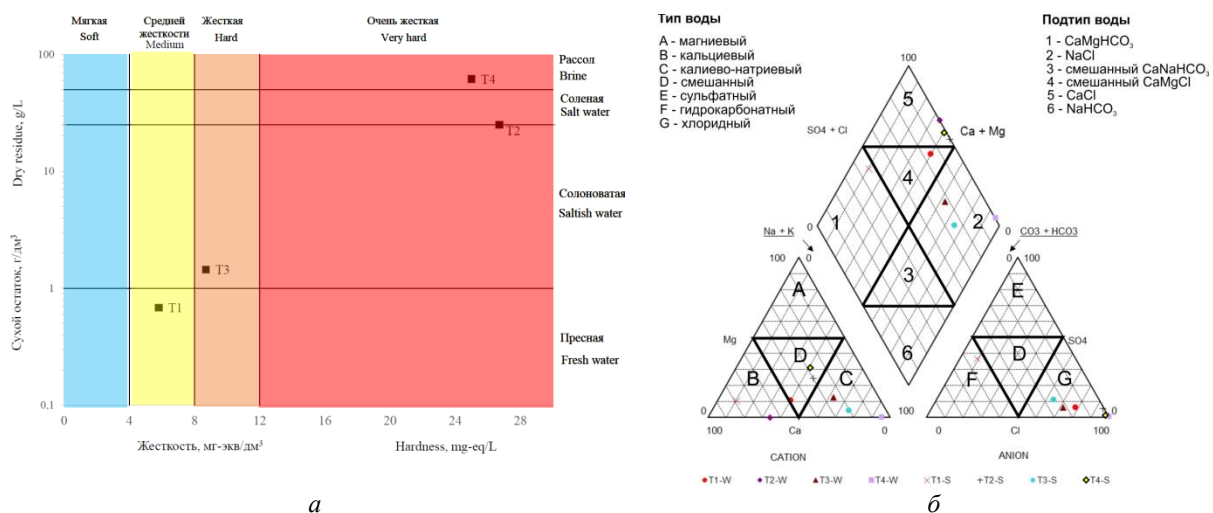 Мягкая
Soft
Средней
жесткости
Medium
Жесткая
Hard
Очень жесткая
Very hard
100
10
1
0.1
Сухой остаток, г/дм³
Dry residue, g/L
T4
T2
T3
T1
Рассол
Brine
Соленая
Salt water
Солоноватая
Saltish water
Пресная
Fresh water
0
4
8
12
16
20
24
28
Жесткость, мг-экв/дм³
Hardness, mg-eq/L
а
Тип воды
A - магниевый
B - кальциевый
C - калиево-натриевый
D - смешанный
E - сульфатный
F - гидрокарбонатный
G - хлоридный
Подтип воды
1 - CaMgHCO₃
2 - NaCl
3 - смешанный CaNaHCO₃
4 - смешанный CaMgCl
5 - CaCl
6 - NaHCO₃
100
5
SO4 + Cl
Ca + Mg
4
0
1
2
0
3
6
Na + K
100
0
A
Mg
D
B
C
100
0
100
Ca
0
CATION
CO3 + HCO3
0
100
E
SO4
D
F
G
0
100
0
Cl
100
ANION
T1-W
T2-W
T3-W
T4-W
T1-S
T2-S
T3-S
T4-S
б